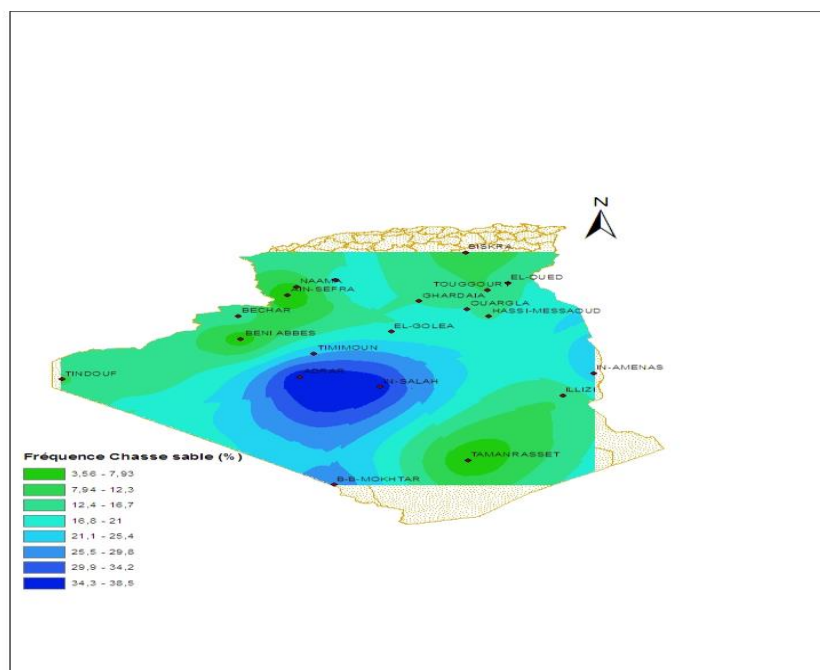 N
BISKRA
EL-OUED
NAAMA
TOUGGOURT
AIN-SEFRA
GHARDAIA
OUARGLA
BECHAR
HASSI-MESSAOUD
EL-GOLEA
BENI ABBES
TIMIMOUN
IN-AMENAS
ADRAR
TINDOUF
IN-SALAH
ILLIZI
TAMANRASSET
B-B-MOKHTAR
Fréquence Chasse sable (%)
3,56 - 7,93
7,94 - 12,3
12,4 - 16,7
16,8 - 21
21,1 - 25,4
25,5 - 29,8
29,9 - 34,2
34,3 - 38,5